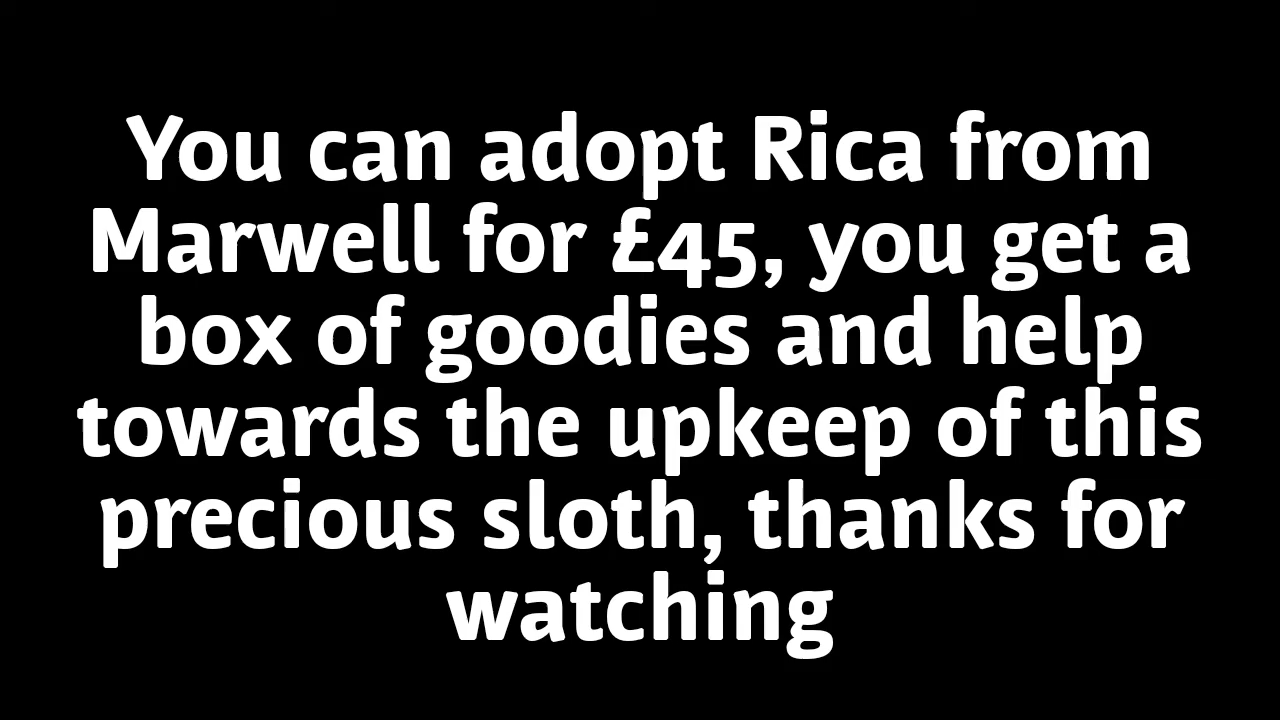 You can adopt Rica from
Marwell for £45, you get a
box of goodies and help
towards the upkeep of this
precious sloth, thanks for
watching